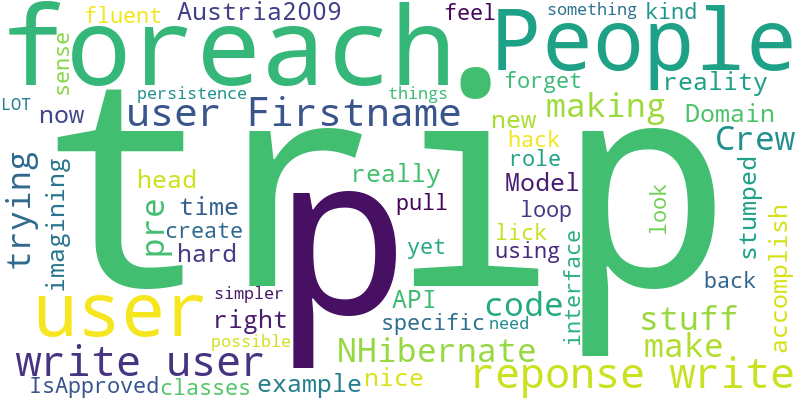 fluent
Austria2009
feel
something
kind
foreach
People
sense
forget
reality
LOT
persistence
things
now
user Firstname
making
new
Domain
Crew
trip
hack
trying
imagining
head
really
role
Model
look
stumped
pre
time
p
pull
create
loop
lick
hard
yet
using
interface
accomplish
back
simpler
API
code
user
right
specific
need
stuff
possible
make
write user
NHibernate
reponse write
IsApproved
classes
example
nice